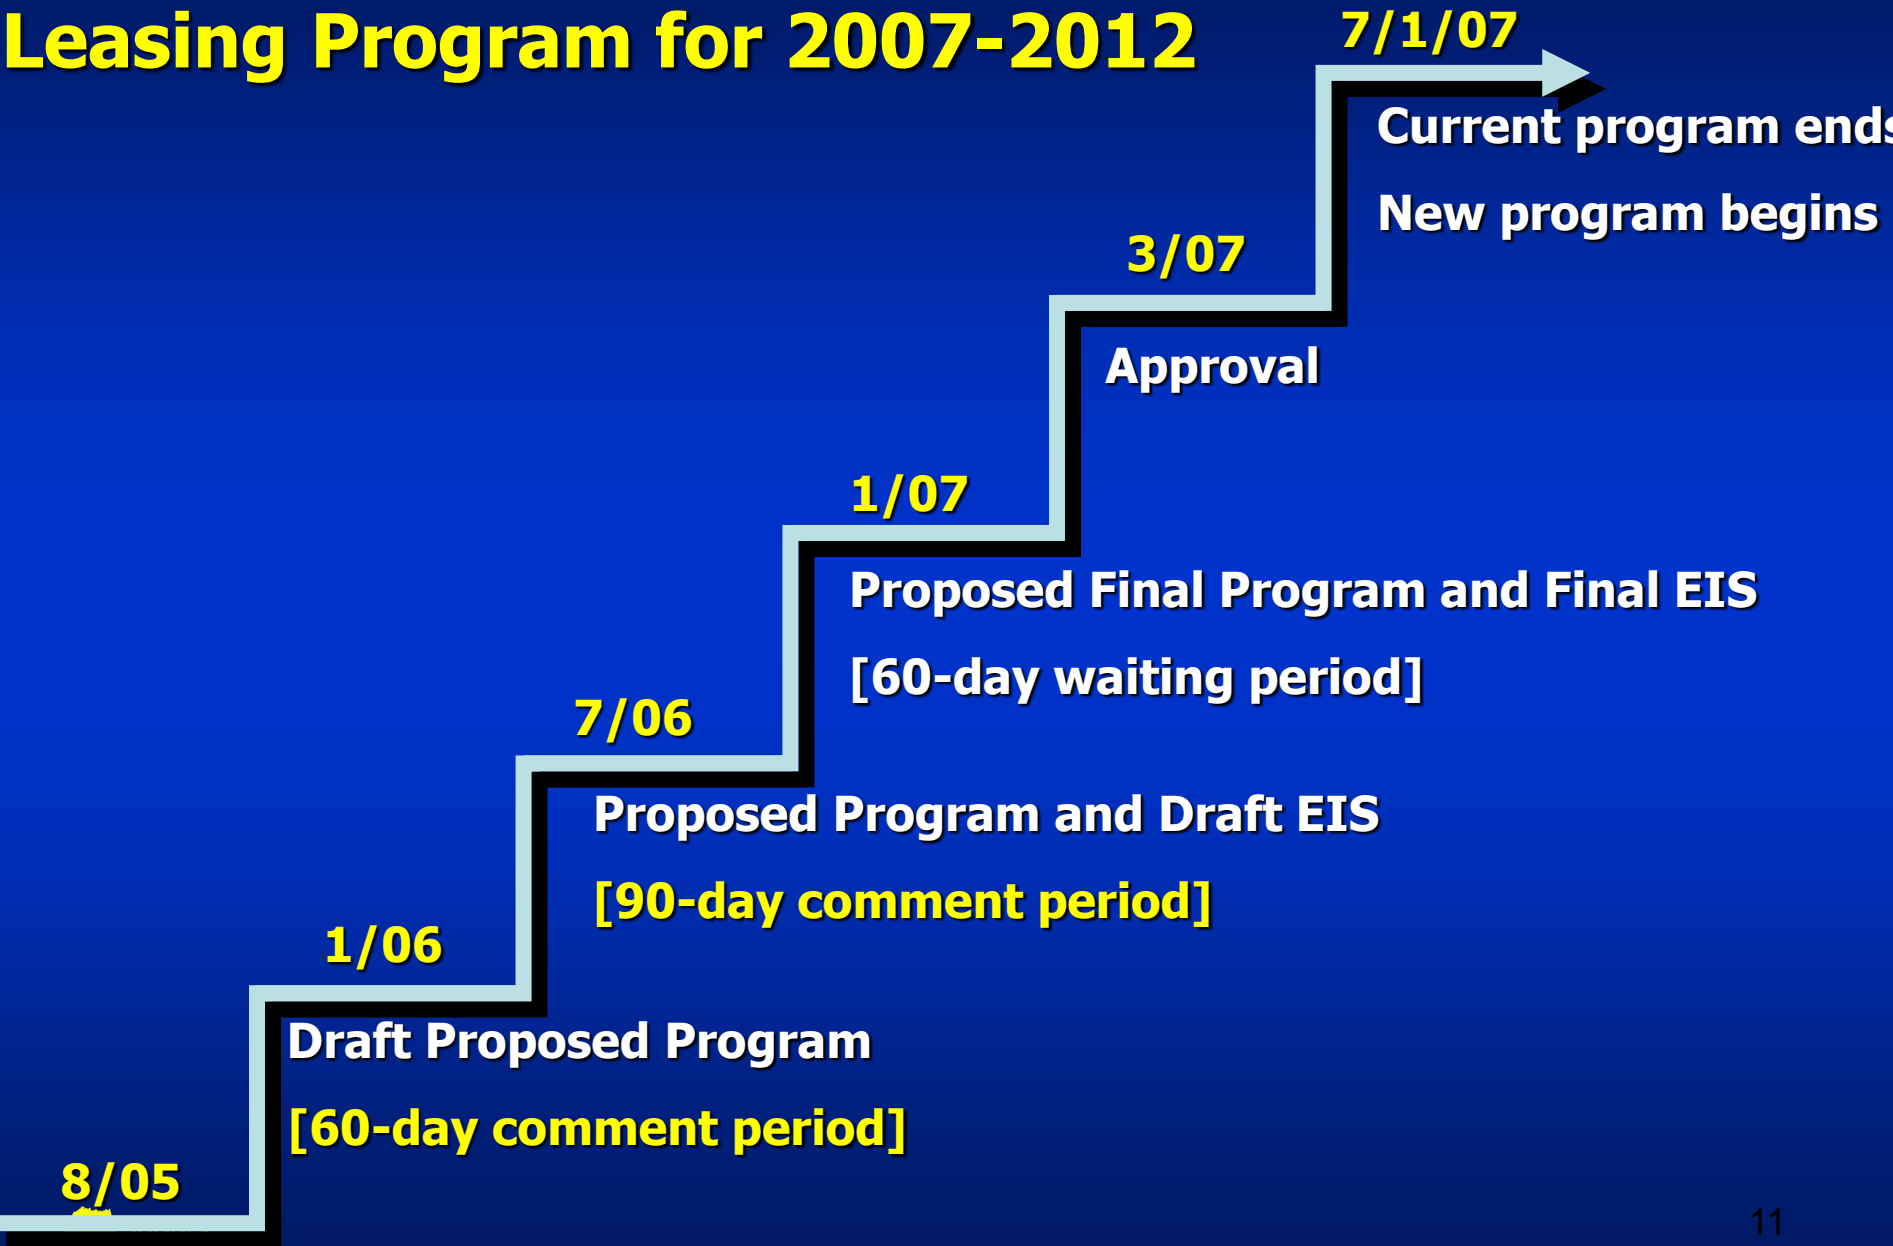 Leasing Program for 2007-2012
7/1/07
Current program ends
New program begins
3/07
Approval
1/07
Proposed Final Program and Final EIS
[60-day waiting period]
7/06
Proposed Program and Draft EIS
[90-day comment period]
1/06
Draft Proposed Program
[60-day comment period]
8/05
11